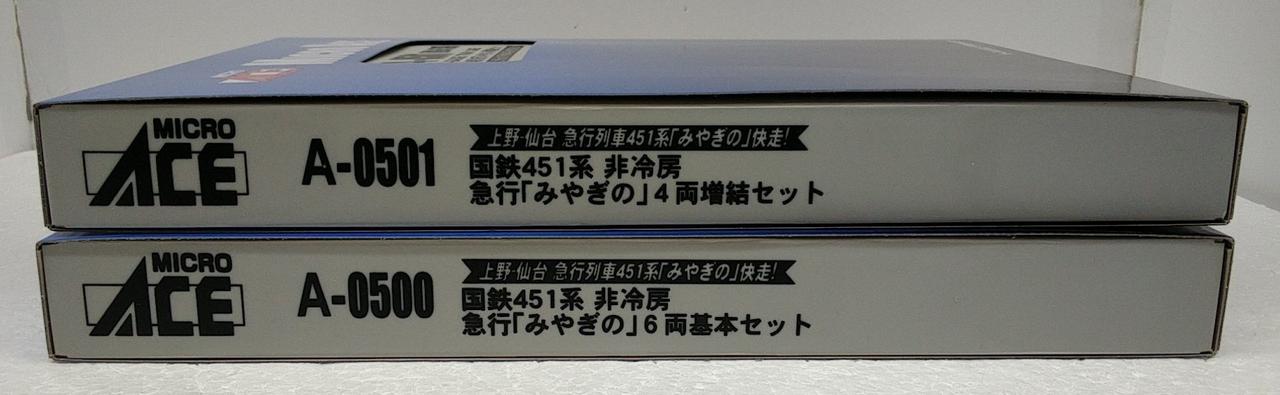 MICRO
ACE
A-0501
上野-仙台 急行列車451系｢みやぎの｣快走!
国鉄451系 非冷房
急行｢みやぎの｣4両増結セット
MICRO
ACE
A-0500
上野-仙台 急行列車451系｢みやぎの｣快走!
国鉄451系 非冷房
急行｢みやぎの｣6両基本セット